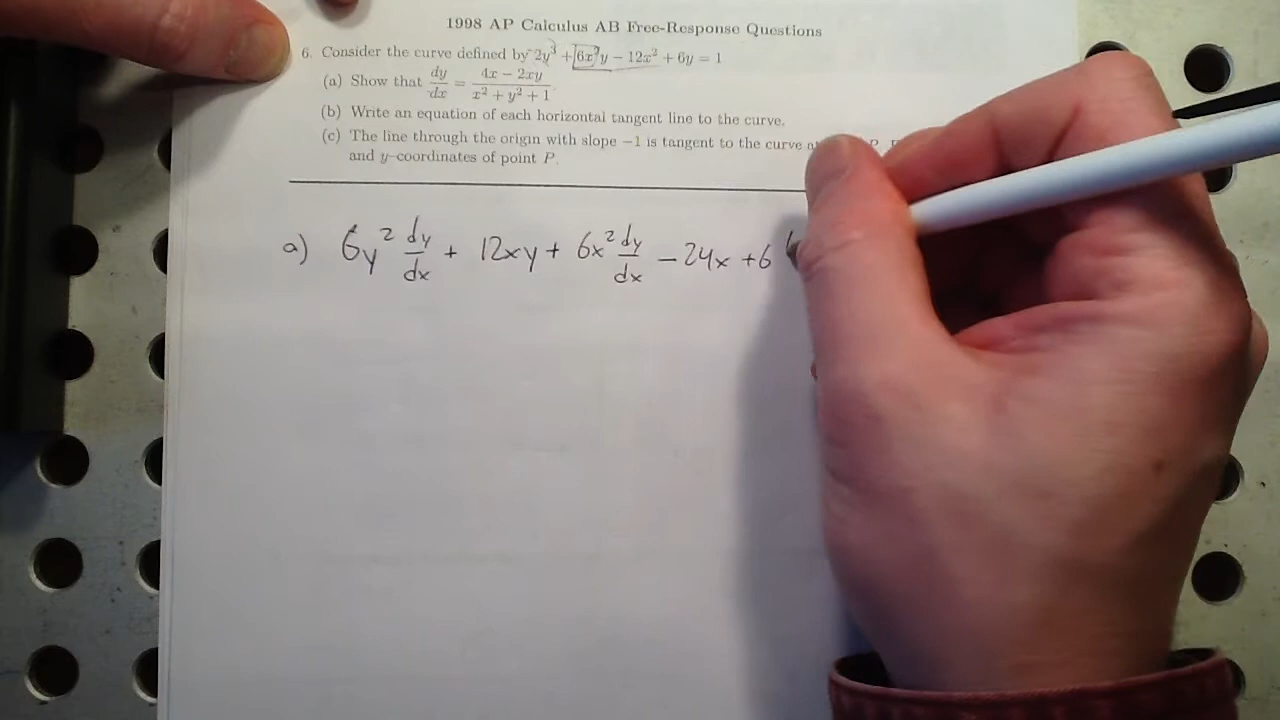 1998 AP Calculus AB Free-Response Questions
6. Consider the curve defined by 2y³ + 6x²y − 12x² + 6y = 1
(a) Show that dy/dx = (4x − 2xy)/(x² + y² + 1)
(b) Write an equation of each horizontal tangent line to the curve.
(c) The line through the origin with slope −1 is tangent to the curve P.
and y–coordinates of point P.
a) 6y² dy/dx + 12xy + 6x² dy/dx − 24x + 6